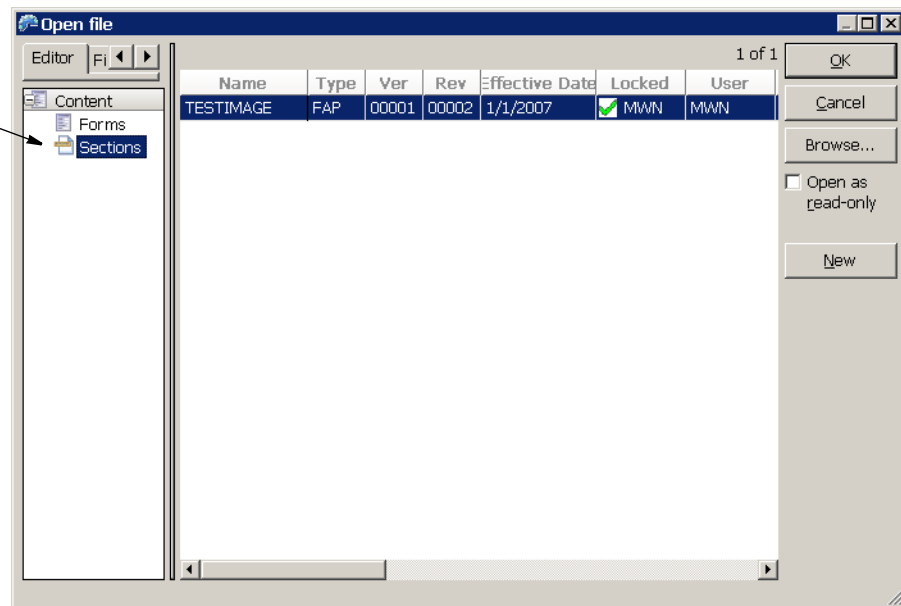 Open file
Editor Fi
1 of 1
Content
Forms
Sections
Name Type Ver Rev Effective Date Locked User
TESTIMAGE FAP 00001 00002 1/1/2007 MWN MWN
OK
Cancel
Browse...
Open as
read-only
New